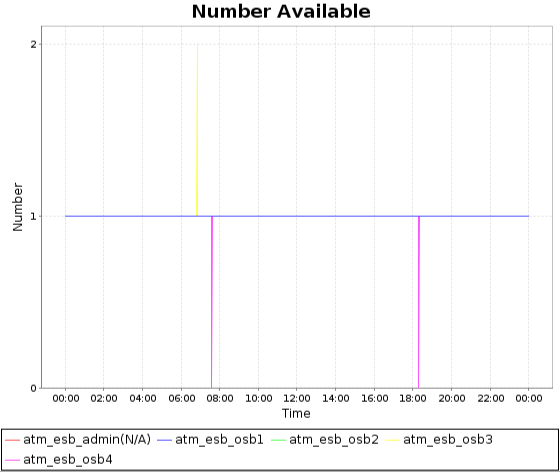 Number Available
2
1
0
Number
00:00 02:00 04:00 06:00 08:00 10:00 12:00 14:00 16:00 18:00 20:00 22:00 00:00
Time
atm_esb_admin(N/A) atm_esb_osb1 atm_esb_osb2 atm_esb_osb3
atm_esb_osb4